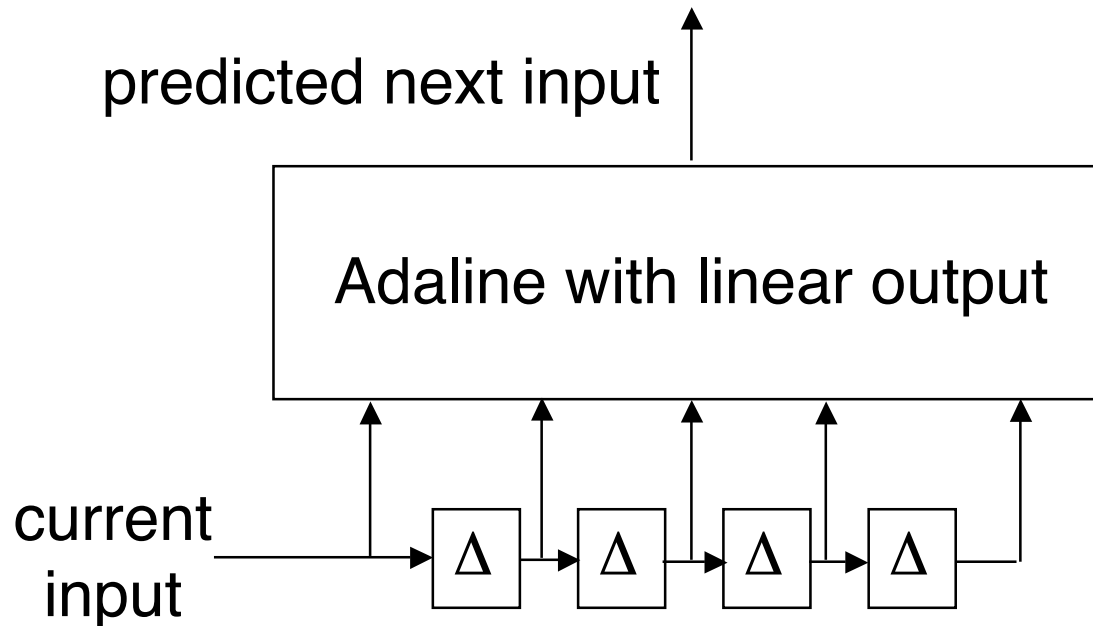 predicted next input
Adaline with linear output
current
input
Δ Δ Δ Δ